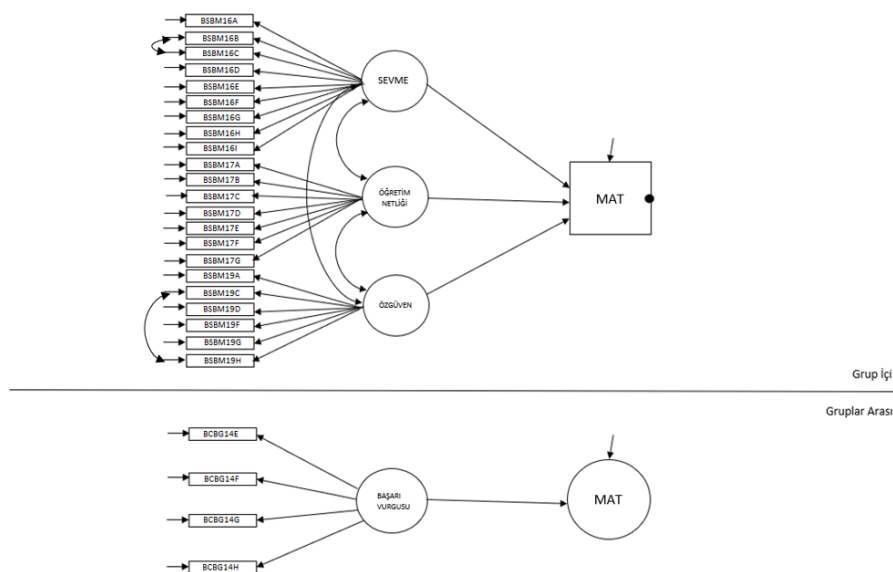 BSBM16A
BSBM16B
BSBM16C
BSBM16D
BSBM16E
BSBM16F
BSBM16G
BSBM16H
BSBM16I
BSBM17A
BSBM17B
BSBM17C
BSBM17D
BSBM17E
BSBM17F
BSBM17G
BSBM19A
BSBM19C
BSBM19D
BSBM19F
BSBM19G
BSBM19H
SEVME
ÖĞRETİM
NETLİĞİ
ÖZGÜVEN
MAT
Grup İçi
Gruplar Arası
BCBG14E
BCBG14F
BCBG14G
BCBG14H
BAŞARI
VURGUSU
MAT